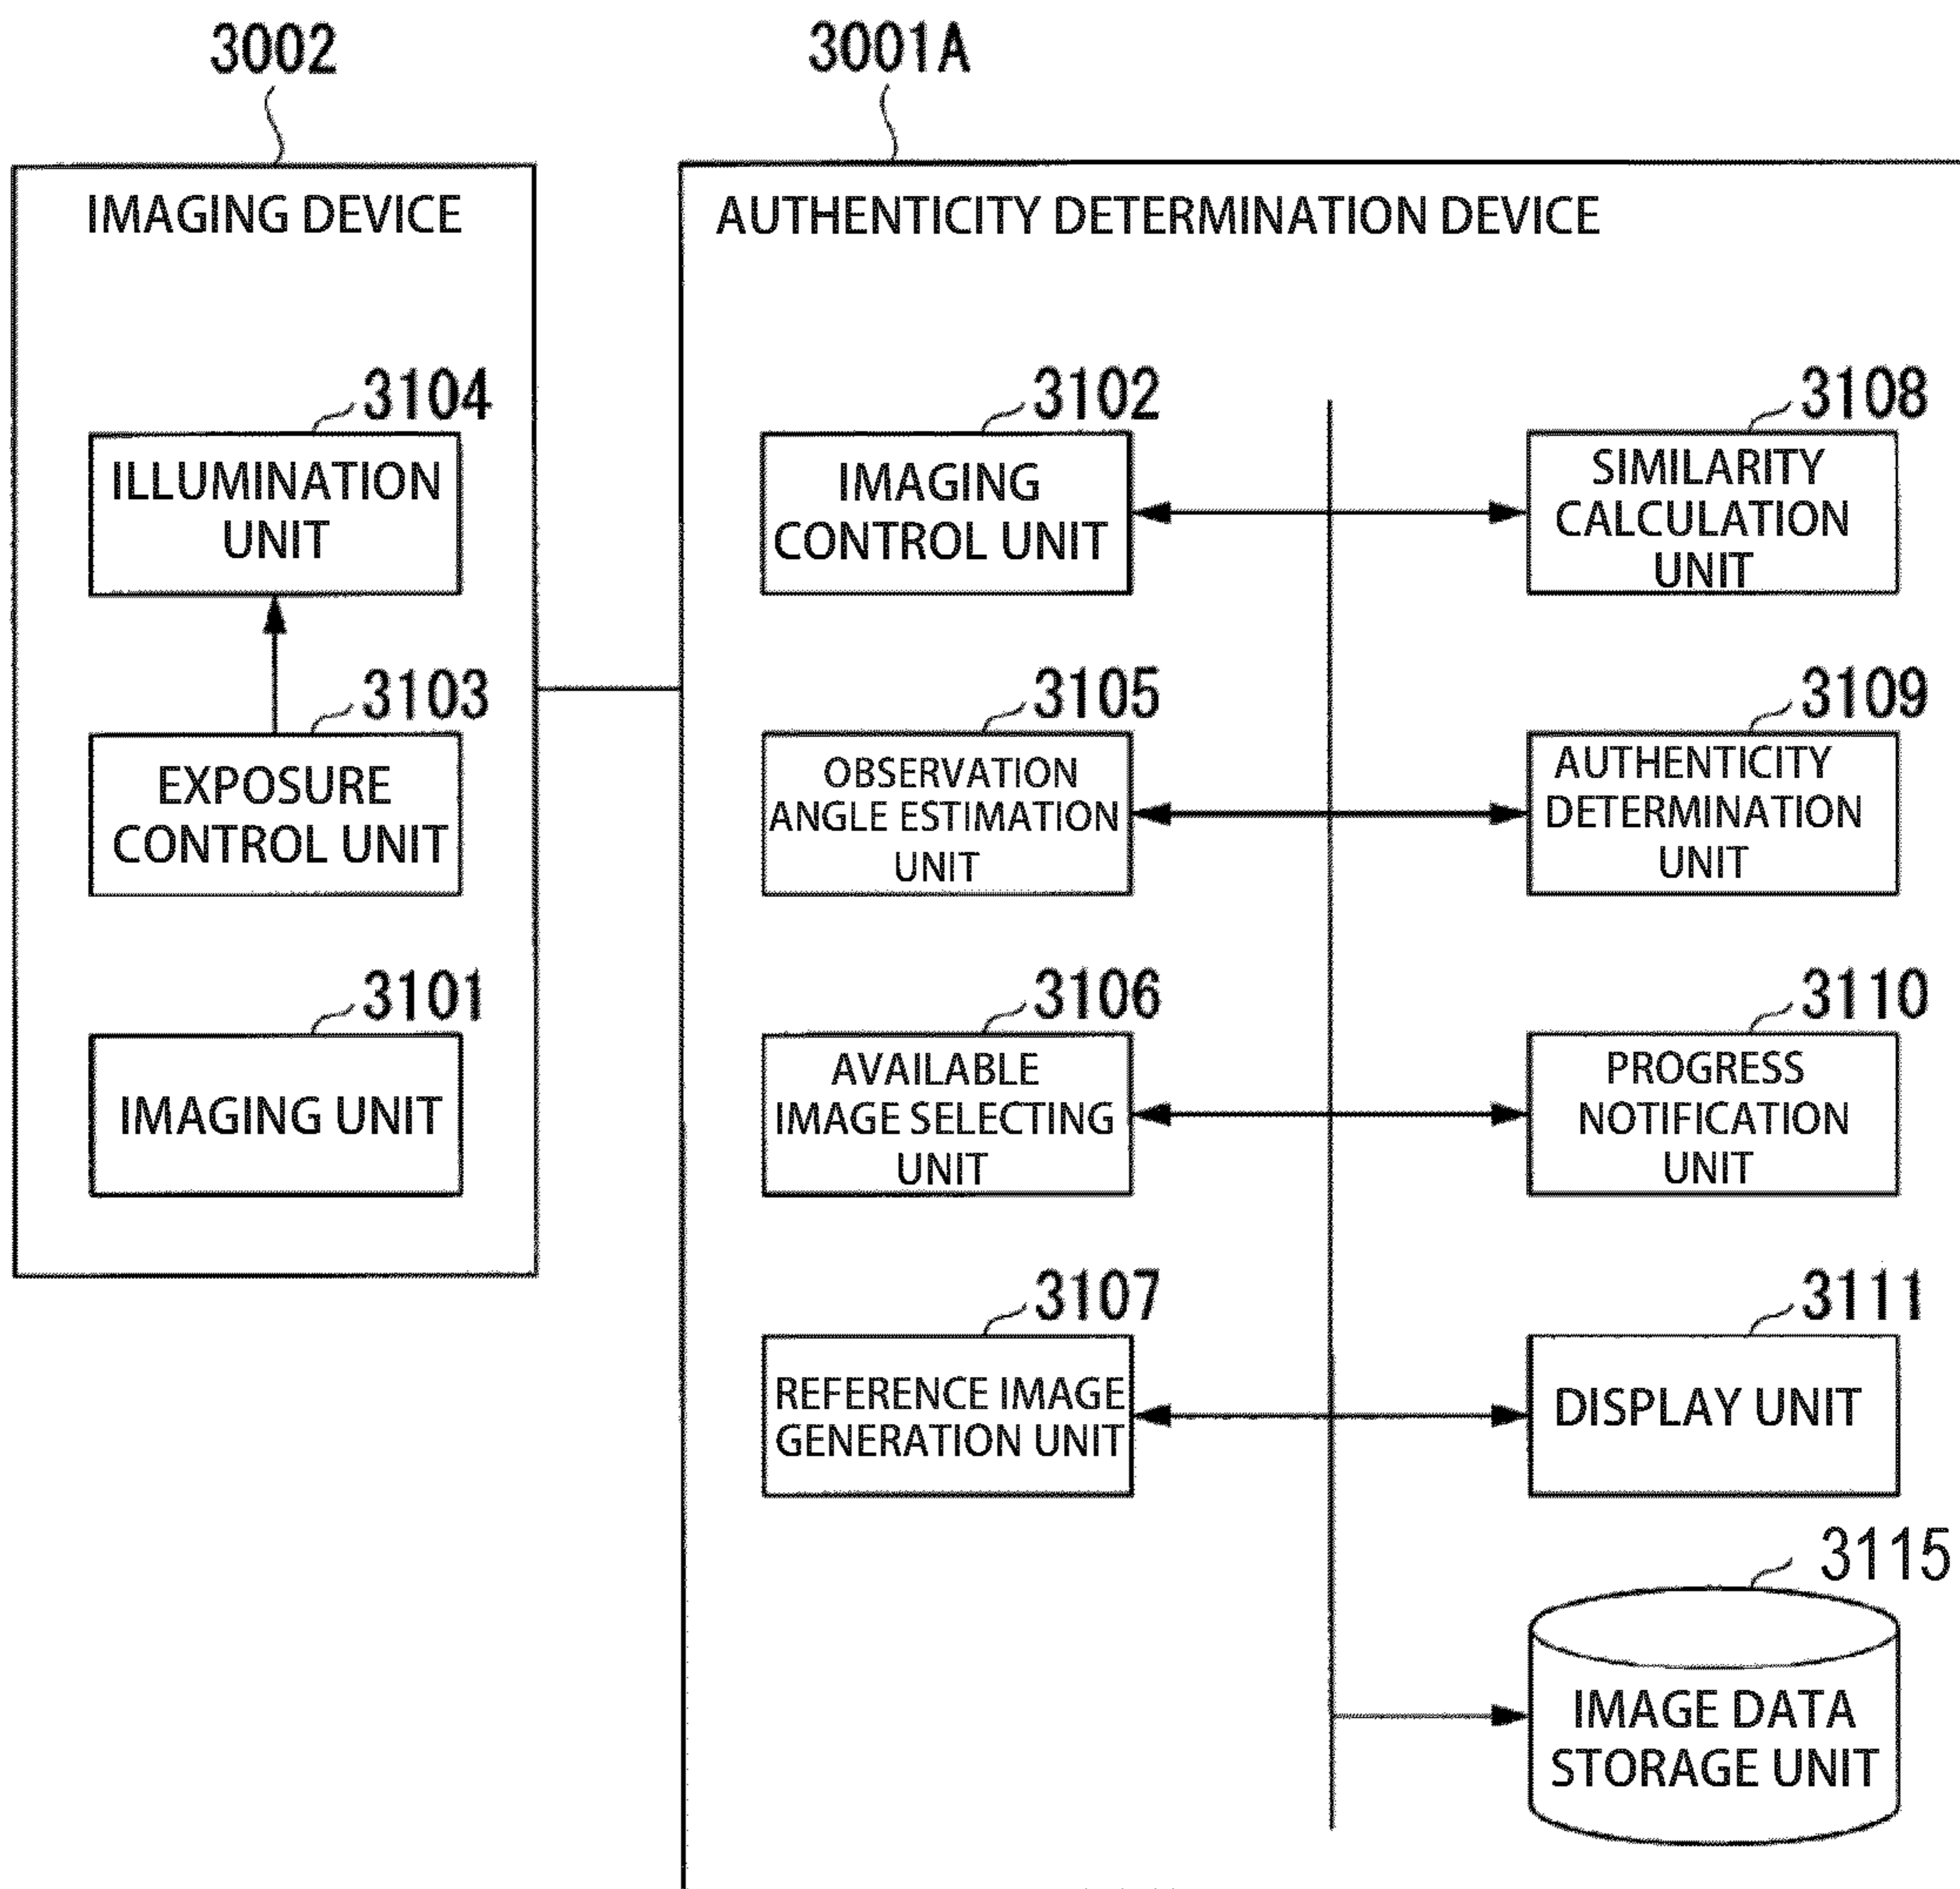 3002
IMAGING DEVICE
3104
ILLUMINATION
UNIT
3103
EXPOSURE
CONTROL UNIT
3101
IMAGING UNIT
3001A
AUTHENTICITY DETERMINATION DEVICE
3102
IMAGING
CONTROL UNIT
3105
OBSERVATION
ANGLE ESTIMATION
UNIT
3106
AVAILABLE
IMAGE SELECTING
UNIT
3107
REFERENCE IMAGE
GENERATION UNIT
3108
SIMILARITY
CALCULATION
UNIT
3109
AUTHENTICITY
DETERMINATION
UNIT
3110
PROGRESS
NOTIFICATION
UNIT
3111
DISPLAY UNIT
3115
IMAGE DATA
STORAGE UNIT